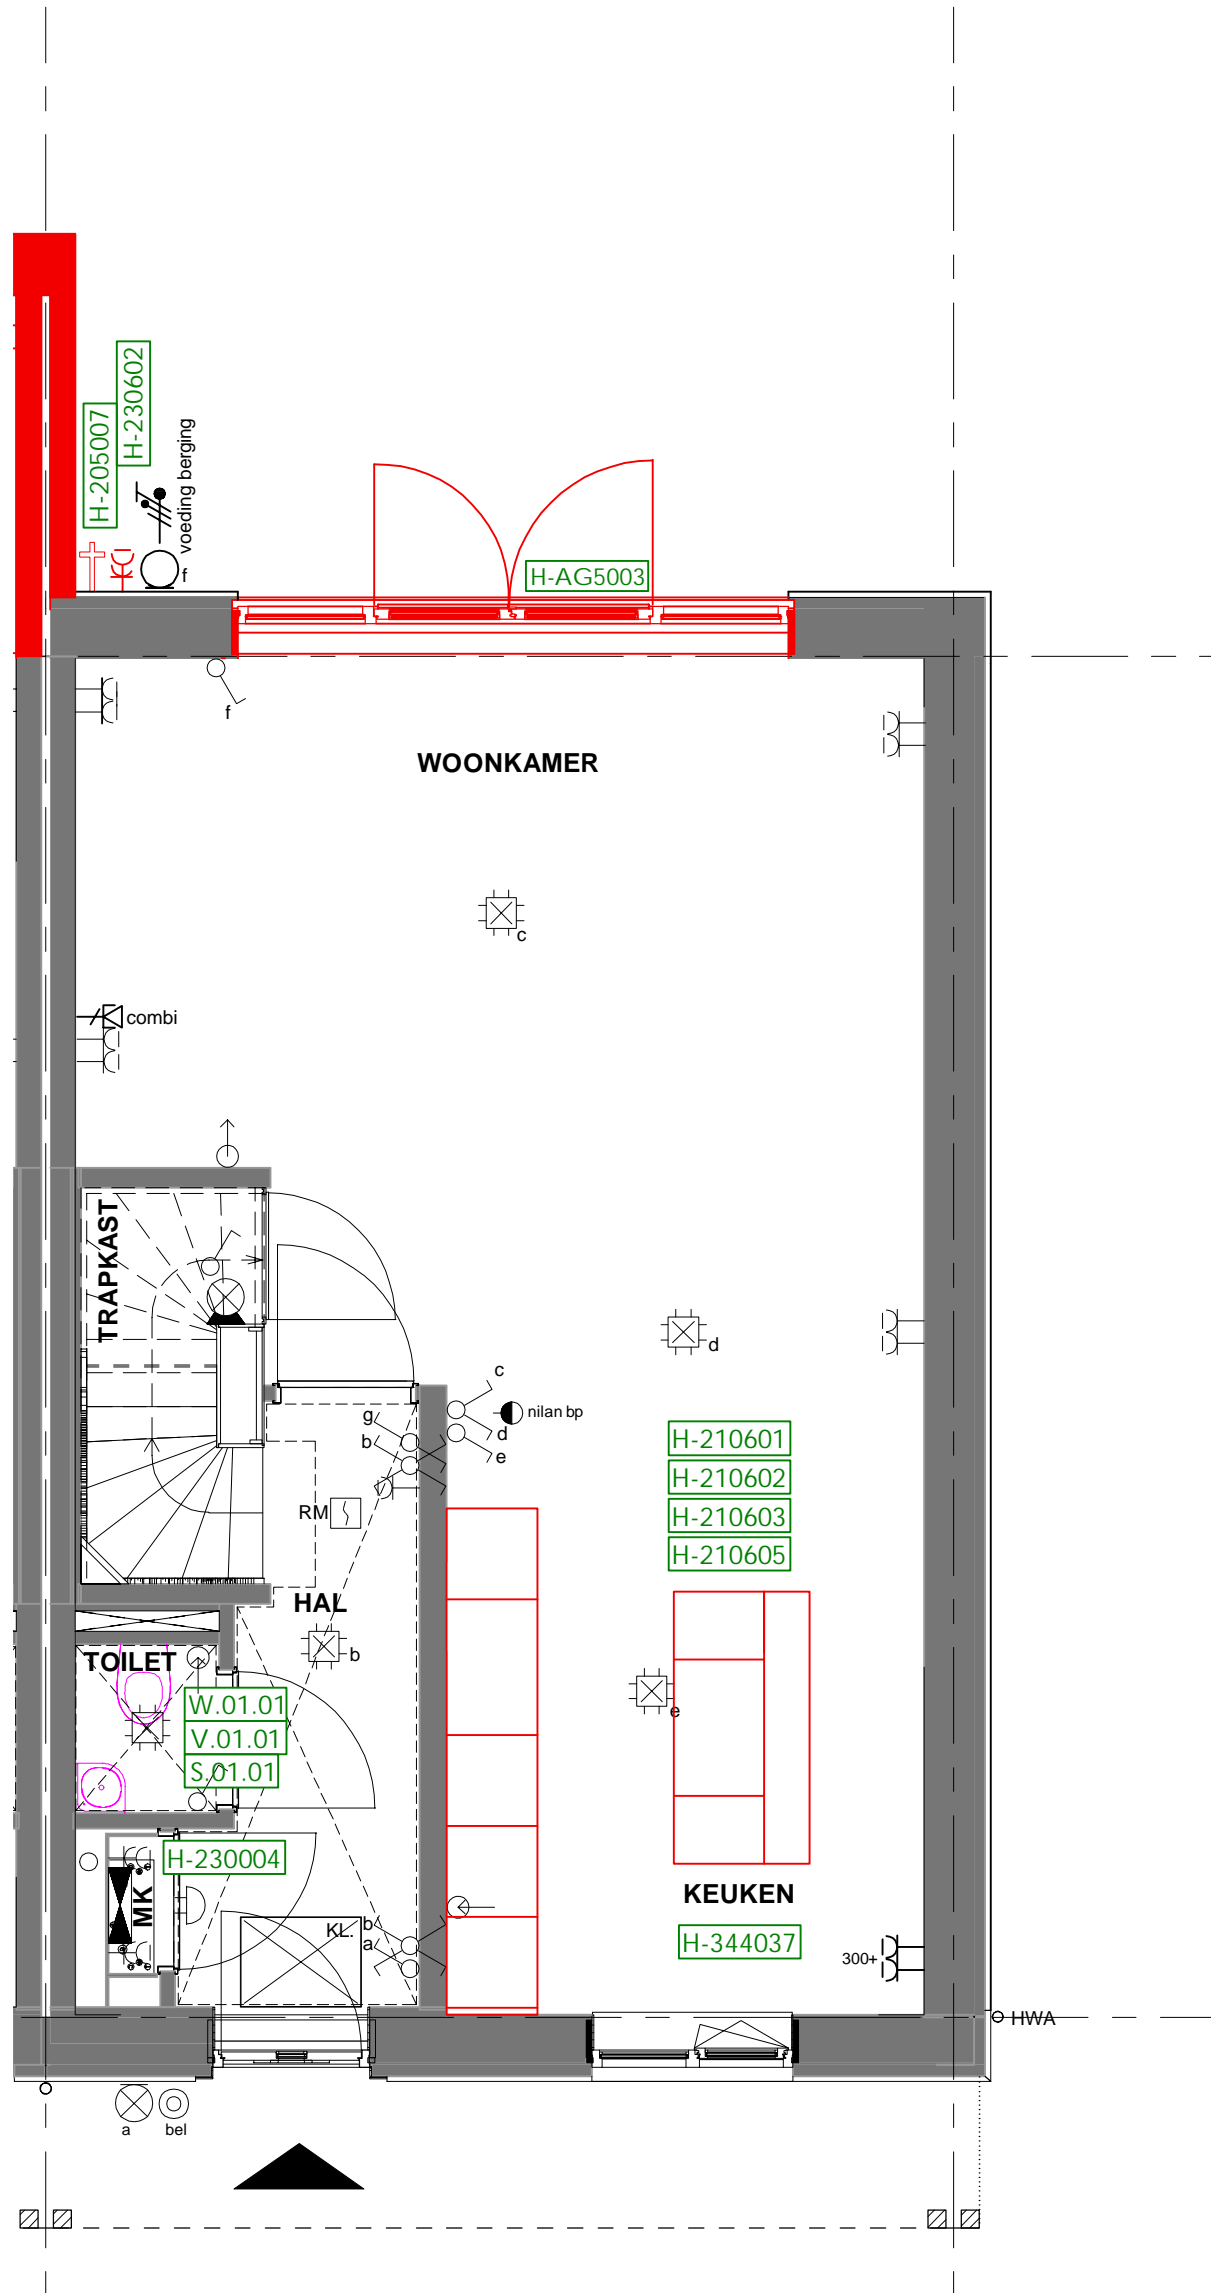 H-230602
H-205007
voeding berging
f
H-AG5003
f
WOONKAMER
c
combi
TRAPKAST
d
c
nilan bp
g
d
b
e
H-210601
H-210602
H-210603
H-210605
RM
HAL
b
TOILET
W.01.01
V.01.01
S.01.01
e
H-230004
MK
KEUKEN
KL.
b
a
H-344037
300+
HWA
a
bel